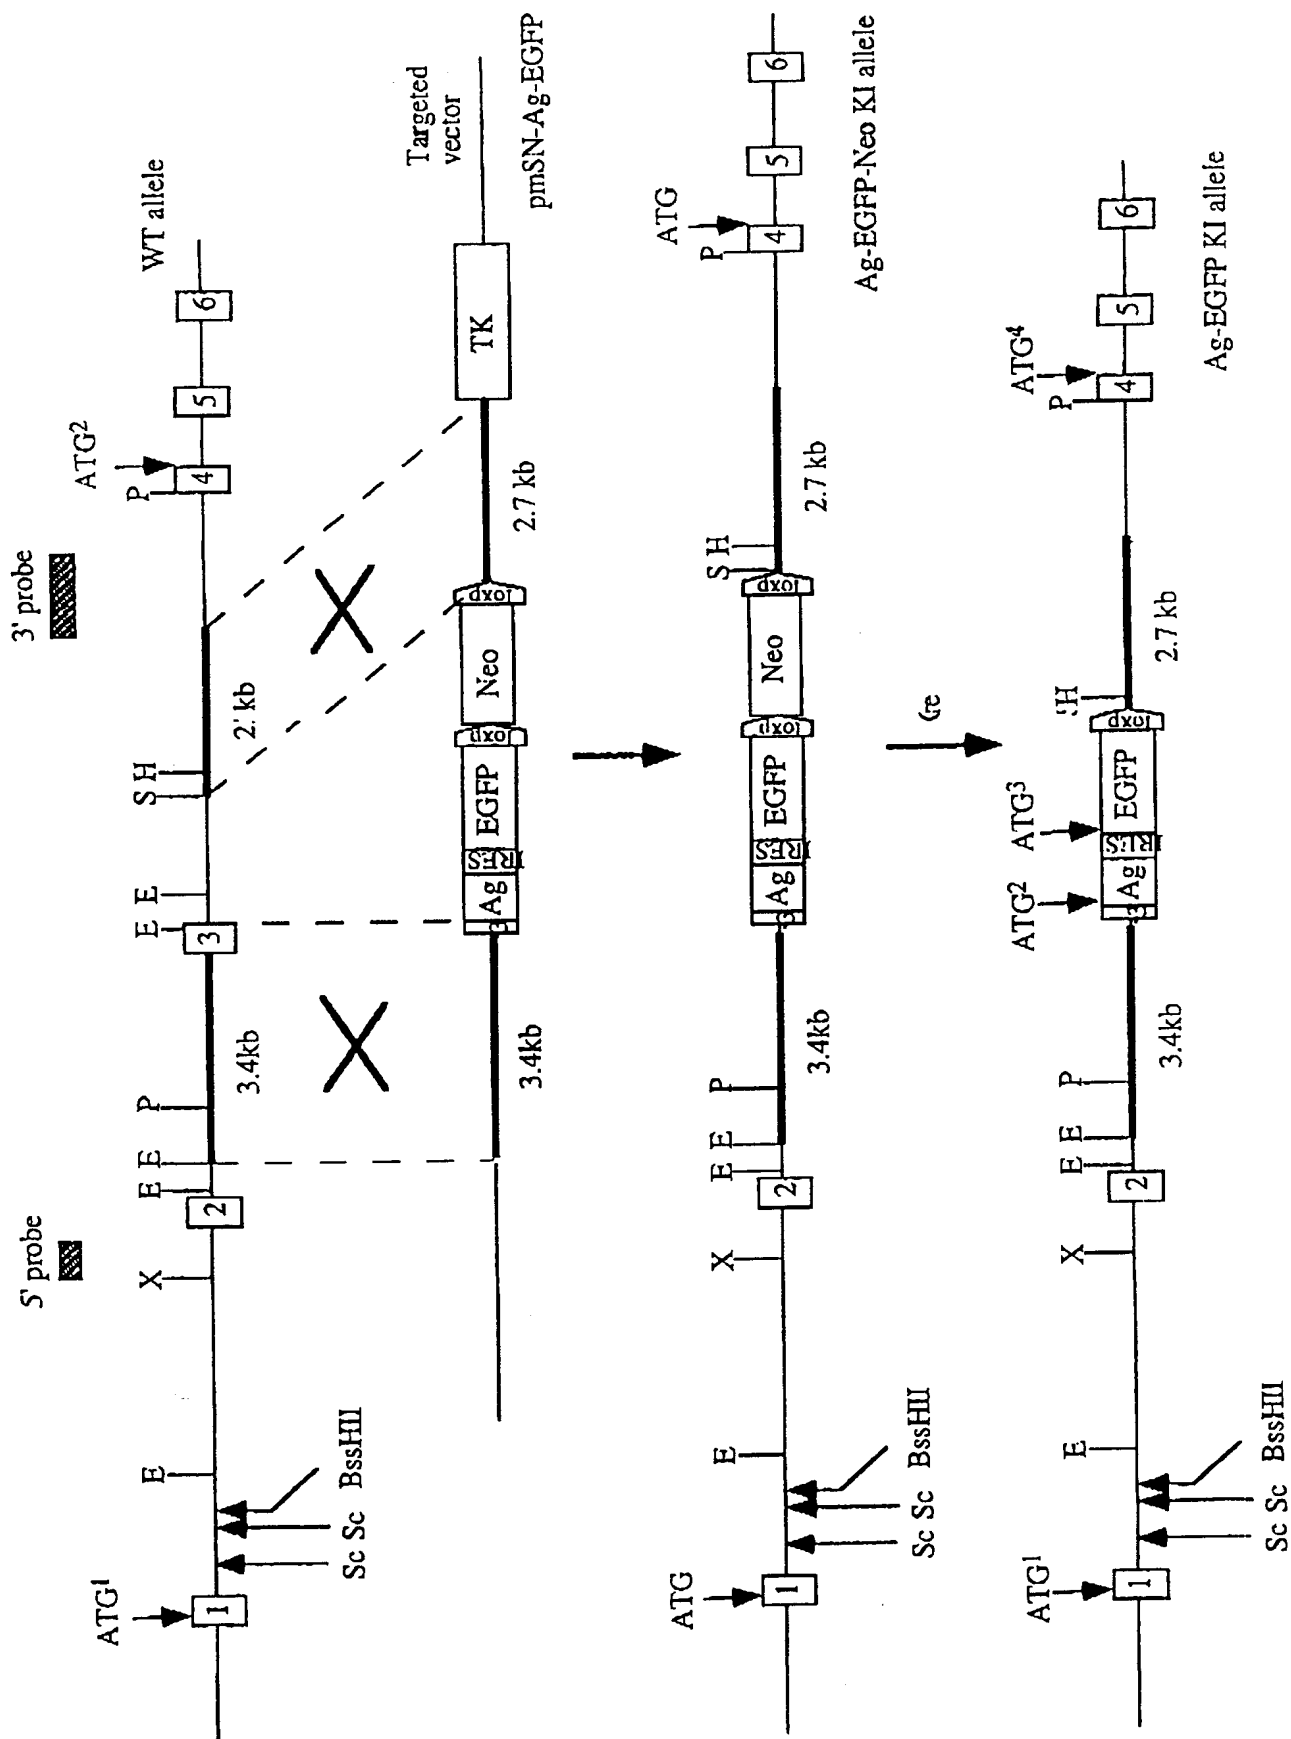 5' probe
3' probe
ATG¹
E
X
E
E
P
E
E
S
H
P
ATG²
WT allele
1
2
3
4
5
6
Sc
Sc
BssHII
3.4kb
kb
3
Ag
IRES
EGFP
loxp
Neo
loxp
TK
Targeted
vector
3.4kb
2.7 kb
pmSN-Ag-EGFP
ATG
E
X
E
E
P
S
H
P
ATG
1
2
3
Ag
IRES
EGFP
loxp
Neo
loxp
4
5
6
Sc
Sc
BssHII
3.4kb
2.7 kb
Ag-EGFP-Neo KI allele
ATG¹
E
X
E
E
P
ATG²
ATG³
H
P
ATG⁴
1
2
3
Ag
IRES
EGFP
loxp
4
5
6
Sc
Sc
BssHII
3.4kb
2.7 kb
Ag-EGFP KI allele